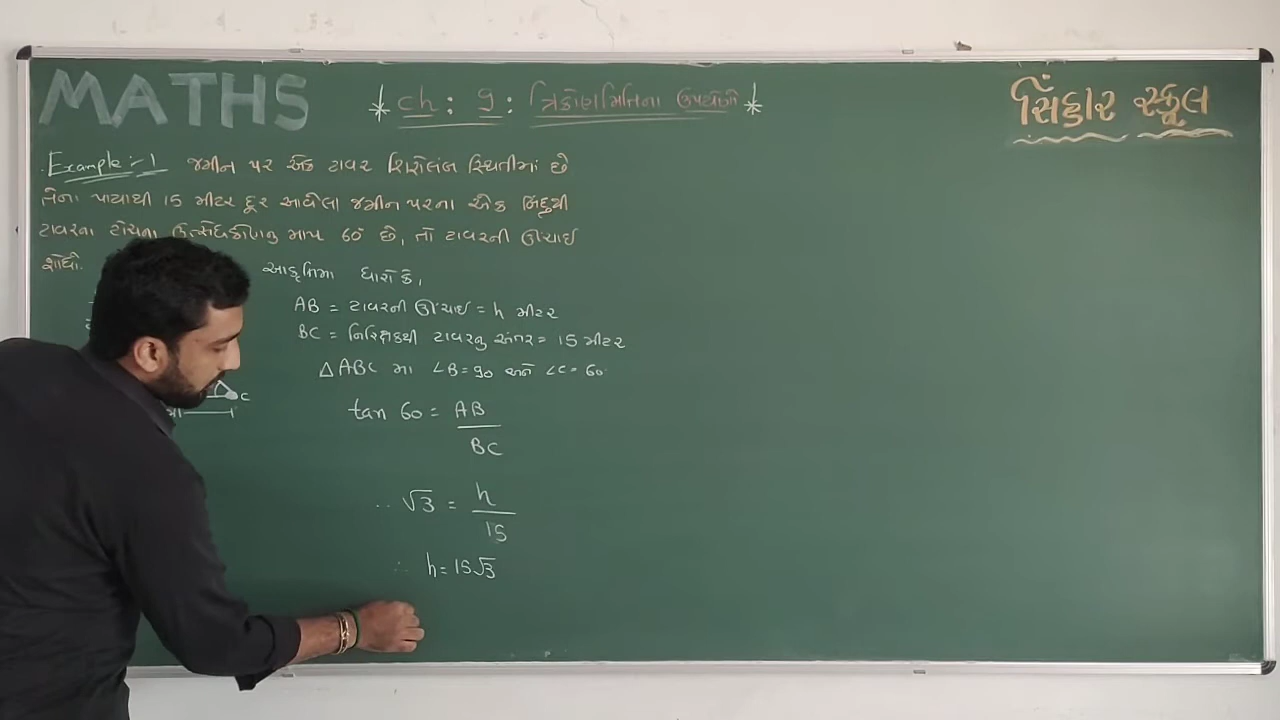 MATHS
* ch : 9 : ત્રિકોણમિતિના ઉપયોગો *
સિંકાર સ્કૂલ
Example :- 1 જમીન પર એક ટાવર શિરોલંબ સ્થિતીમાં છે
તેના પાયાથી 15 મીટર દૂર આવેલા જમીન પરના એક બિંદુથી
ટાવરના ટોચના ઉત્સેધકોણનુ માપ 60 છે, તો ટાવરની ઊંચાઈ
શોધો.
આકૃતિમા ધારો કે,
AB = ટાવરની ઊંચાઈ = h મીટર
BC = નિરિક્ષકથી ટાવરનુ અંતર = 15 મીટર
△ ABC મા ∠B = 90 અને ∠C = 60
C
tan 60 = AB
BC
∴ √3 = h
15
∴ h = 15√3